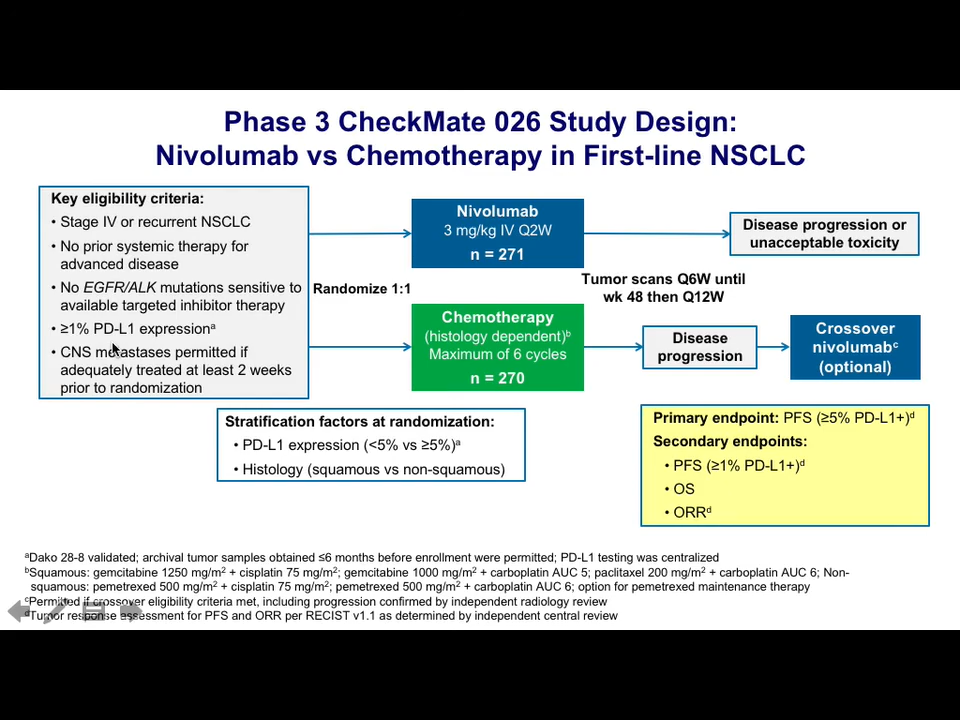 Phase 3 CheckMate 026 Study Design:
Nivolumab vs Chemotherapy in First-line NSCLC
Key eligibility criteria:
• Stage IV or recurrent NSCLC
• No prior systemic therapy for
advanced disease
• No EGFR/ALK mutations sensitive to
available targeted inhibitor therapy
• ≥1% PD-L1 expressionᵃ
• CNS metastases permitted if
adequately treated at least 2 weeks
prior to randomization
Randomize 1:1
Nivolumab
3 mg/kg IV Q2W
n = 271
Disease progression or
unacceptable toxicity
Tumor scans Q6W until
wk 48 then Q12W
Chemotherapy
(histology dependent)ᵇ
Maximum of 6 cycles
n = 270
Disease
progression
Crossover
nivolumabᶜ
(optional)
Stratification factors at randomization:
• PD-L1 expression (<5% vs ≥5%)ᵃ
• Histology (squamous vs non-squamous)
Primary endpoint: PFS (≥5% PD-L1+)ᵈ
Secondary endpoints:
• PFS (≥1% PD-L1+)ᵈ
• OS
• ORRᵈ
ᵃDako 28-8 validated; archival tumor samples obtained ≤6 months before enrollment were permitted; PD-L1 testing was centralized
ᵇSquamous: gemcitabine 1250 mg/m² + cisplatin 75 mg/m²; gemcitabine 1000 mg/m² + carboplatin AUC 5; paclitaxel 200 mg/m² + carboplatin AUC 6; Non-
squamous: pemetrexed 500 mg/m² + cisplatin 75 mg/m²; pemetrexed 500 mg/m² + carboplatin AUC 6; option for pemetrexed maintenance therapy
ᶜPermitted if crossover eligibility criteria met, including progression confirmed by independent radiology review
ᵈTumor response assessment for PFS and ORR per RECIST v1.1 as determined by independent central review